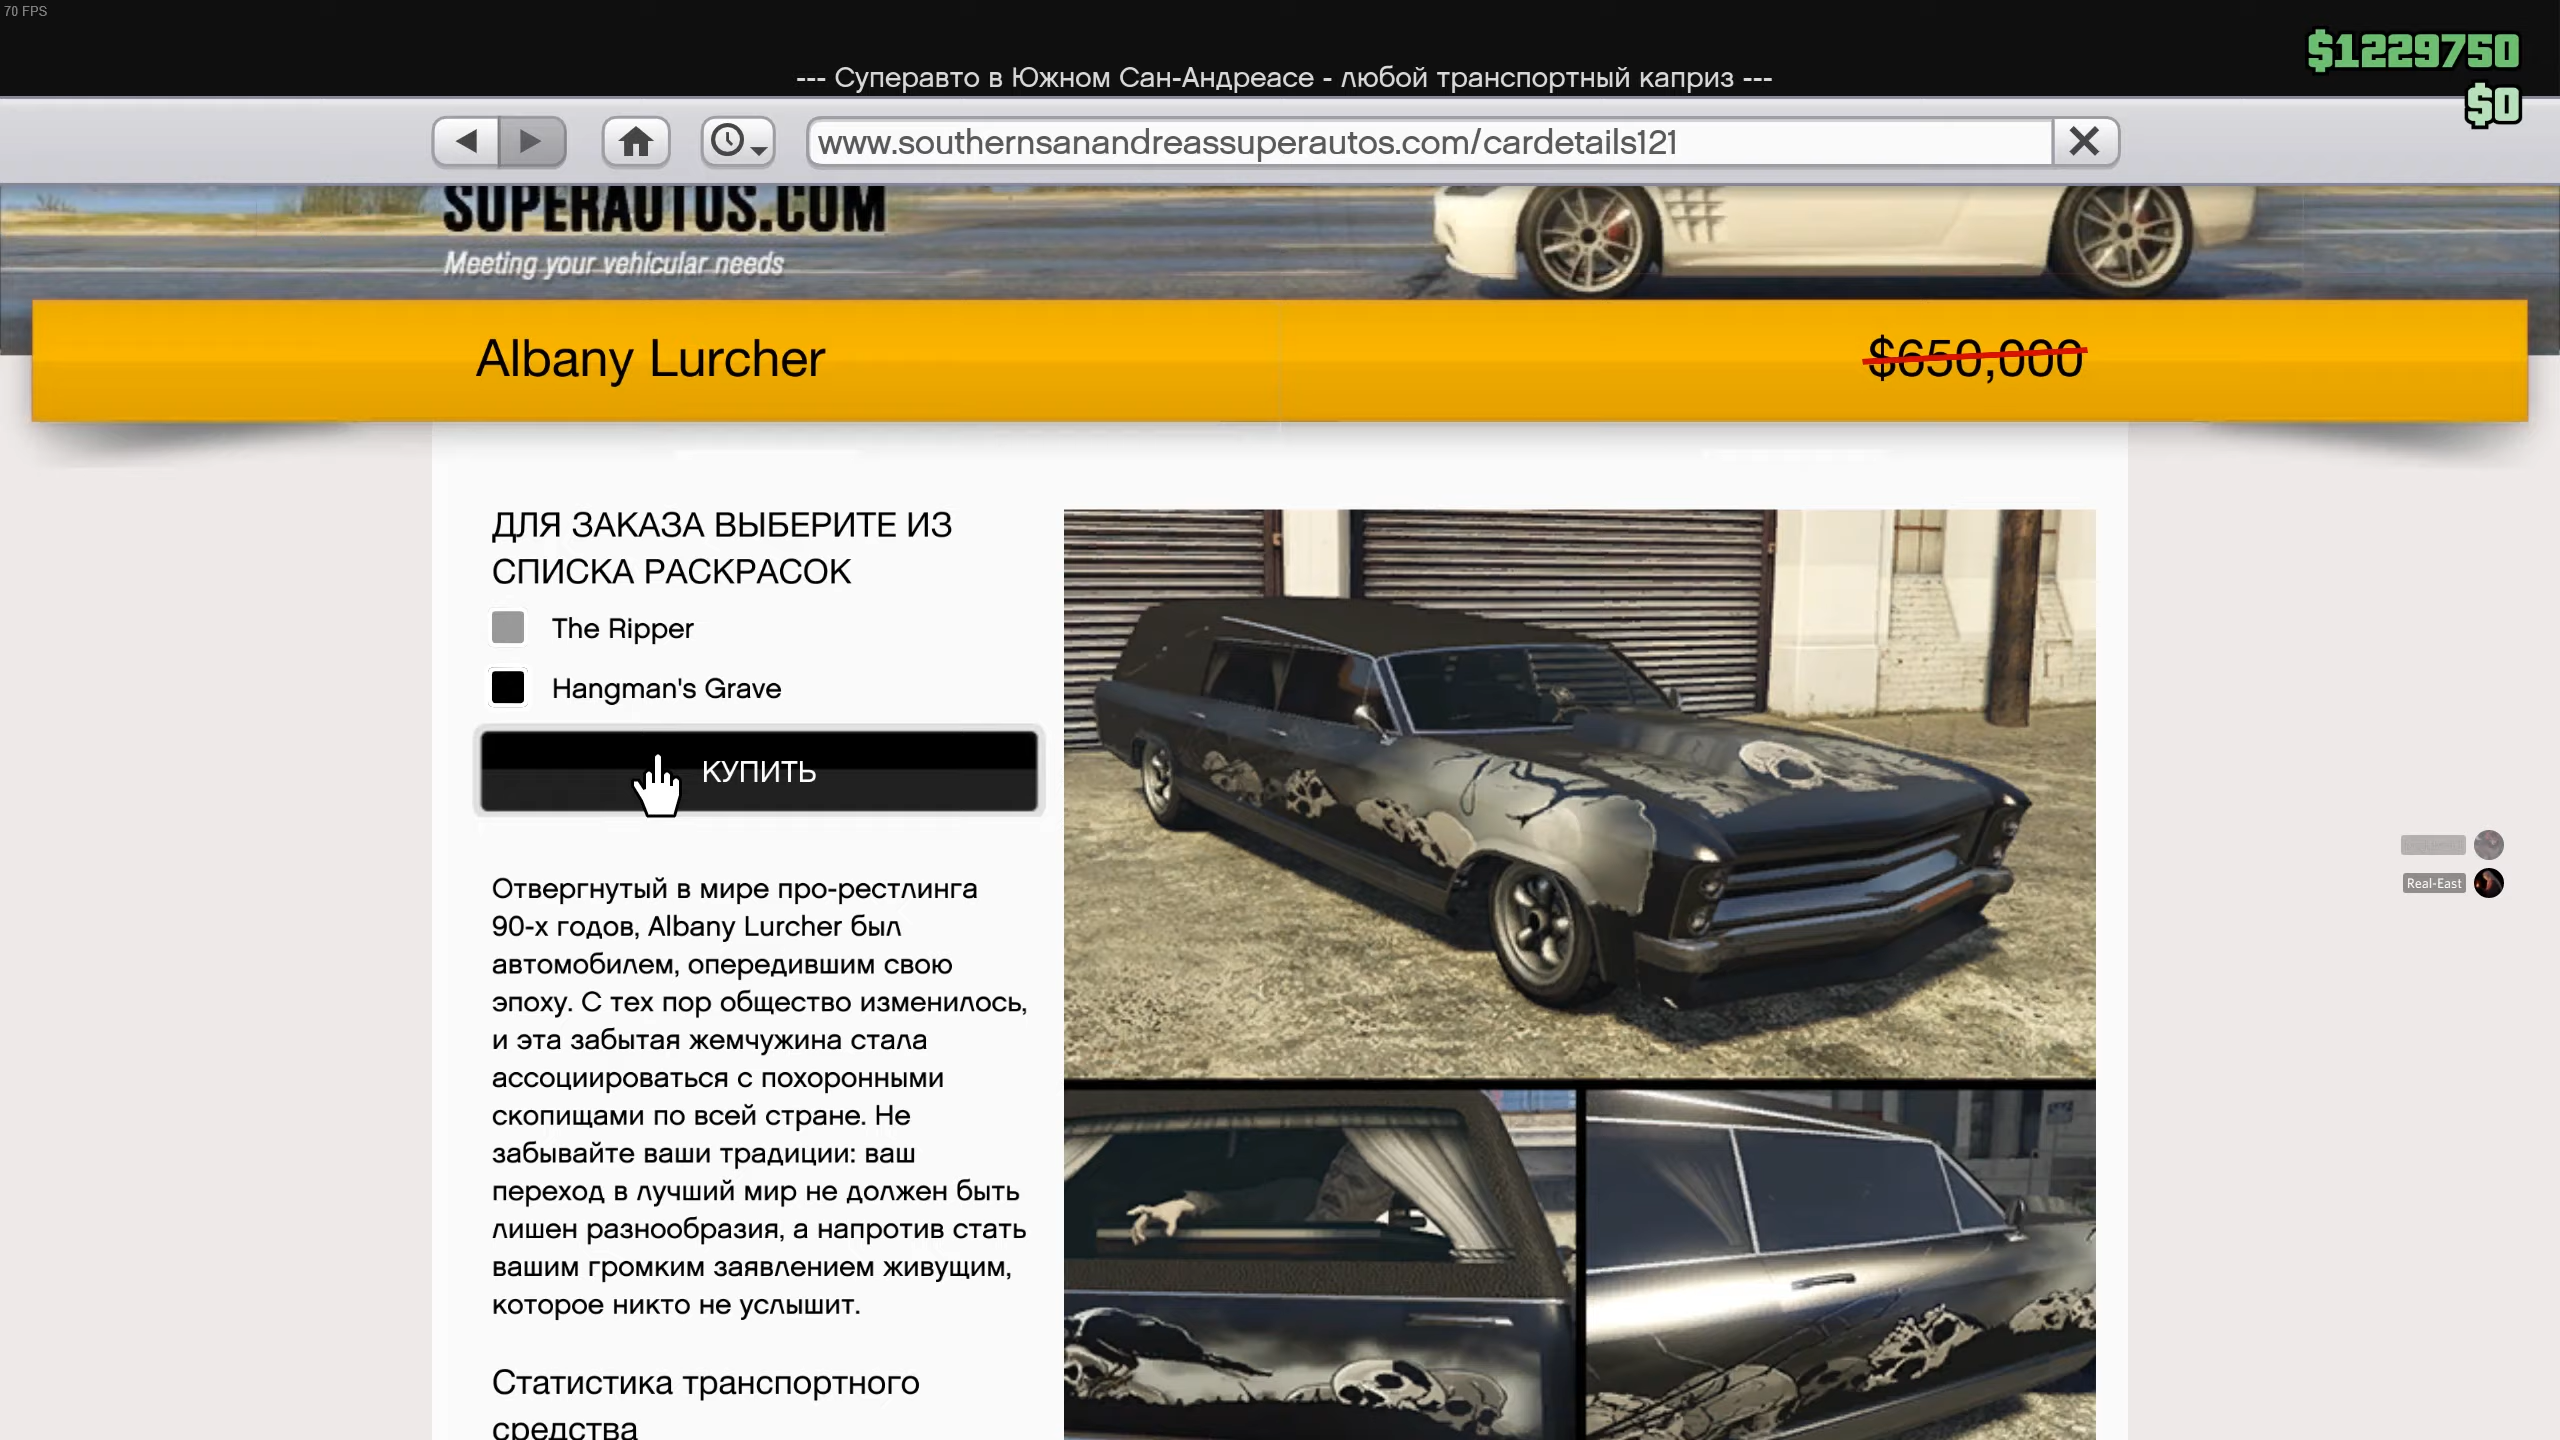 70 FPS
$1229750
--- Суперавто в Южном Сан-Андреасе - любой транспортный каприз ---
$0
www.southernsanandreassuperautos.com/cardetails121
SUPERAUTOS.COM
Meeting your vehicular needs
Albany Lurcher
$650,000
ДЛЯ ЗАКАЗА ВЫБЕРИТЕ ИЗ
СПИСКА РАСКРАСОК
The Ripper
Hangman's Grave
КУПИТЬ
Real-East
Отвергнутый в мире про-рестлинга
90-х годов, Albany Lurcher был
автомобилем, опередившим свою
эпоху. С тех пор общество изменилось,
и эта забытая жемчужина стала
ассоциироваться с похоронными
скопищами по всей стране. Не
забывайте ваши традиции: ваш
переход в лучший мир не должен быть
лишен разнообразия, а напротив стать
вашим громким заявлением живущим,
которое никто не услышит.
Статистика транспортного
средства